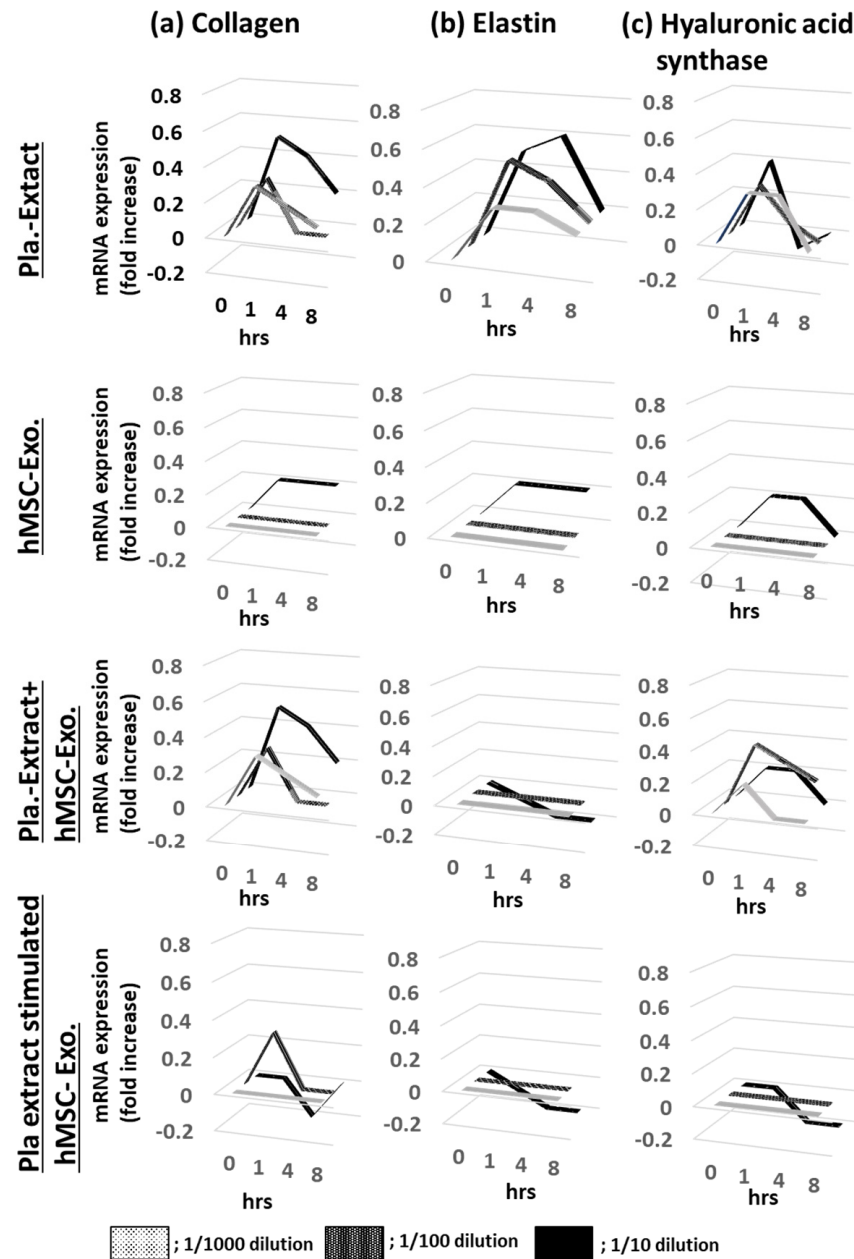 (a) Collagen
(b) Elastin
(c) Hyaluronic acid
synthase
Pla.-Extact
mRNA expression
(fold increase)
0.8
0.6
0.4
0.2
0
-0.2
0 1 4 8
hrs
0.8
0.6
0.4
0.2
0
0 1 4 8
hrs
0.8
0.6
0.4
0.2
0
-0.2
0 1 4 8
hrs
hMSC-Exo.
mRNA expression
(fold increase)
0.8
0.6
0.4
0.2
0
-0.2
0 1 4 8
hrs
0.8
0.6
0.4
0.2
0
0 1 4 8
hrs
0.8
0.6
0.4
0.2
0
-0.2
0 1 4 8
hrs
Pla.-Extract+
hMSC-Exo.
mRNA expression
(fold increase)
0.8
0.6
0.4
0.2
0
-0.2
0 1 4 8
hrs
0.8
0.6
0.4
0.2
0
-0.2
0 1 4 8
hrs
0.8
0.6
0.4
0.2
0
-0.2
0 1 4 8
hrs
Pla extract stimulated
hMSC- Exo.
mRNA expression
(fold increase)
0.8
0.6
0.4
0.2
0
-0.2
0 1 4 8
hrs
0.8
0.6
0.4
0.2
0
-0.2
0 1 4 8
hrs
0.8
0.6
0.4
0.2
0
-0.2
0 1 4 8
hrs
; 1/1000 dilution ; 1/100 dilution ; 1/10 dilution